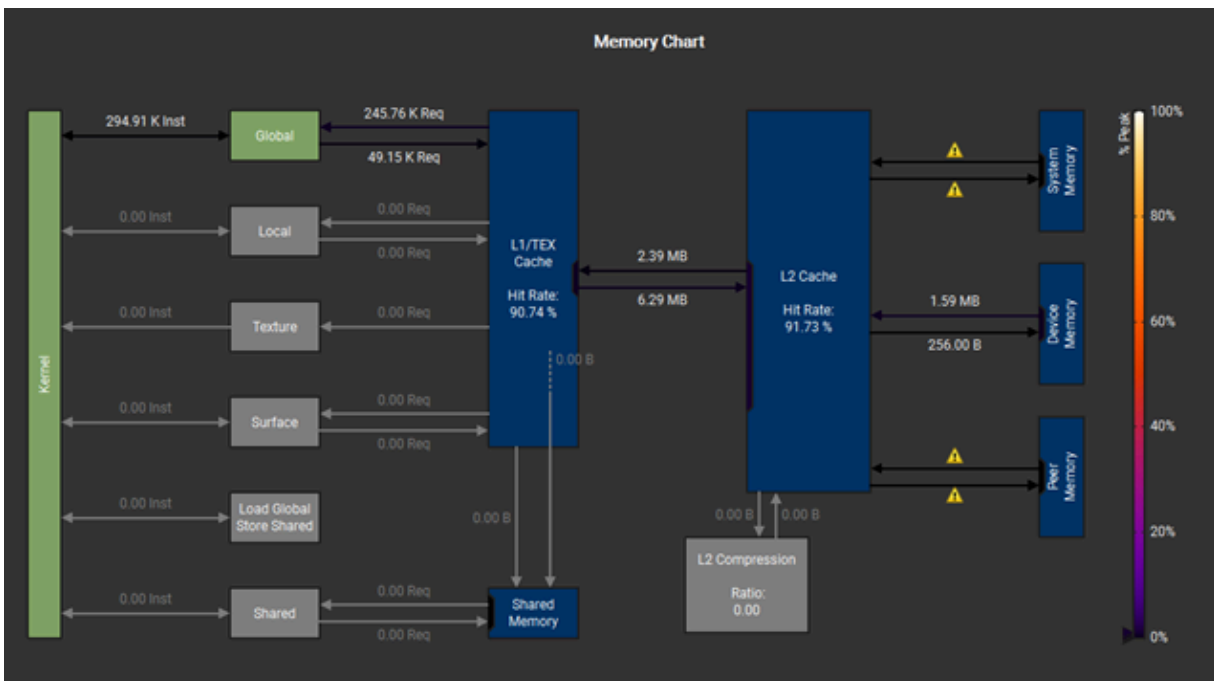 Memory Chart
Kernel
294.91 K Inst
Global
245.76 K Req
49.15 K Req
0.00 Inst
Local
0.00 Req
0.00 Req
0.00 Inst
Texture
0.00 Req
0.00 Inst
Surface
0.00 Req
0.00 Req
0.00 Inst
Load Global
Store Shared
0.00 Inst
Shared
0.00 Req
0.00 Req
L1/TEX
Cache
Hit Rate:
90.74 %
0.00 B
0.00 B
Shared
Memory
2.39 MB
6.29 MB
L2 Cache
Hit Rate:
91.73 %
0.00 B
0.00 B
L2 Compression
Ratio:
0.00
System
Memory
1.59 MB
256.00 B
Device
Memory
Peer
Memory
% Peak
100%
80%
60%
40%
20%
0%